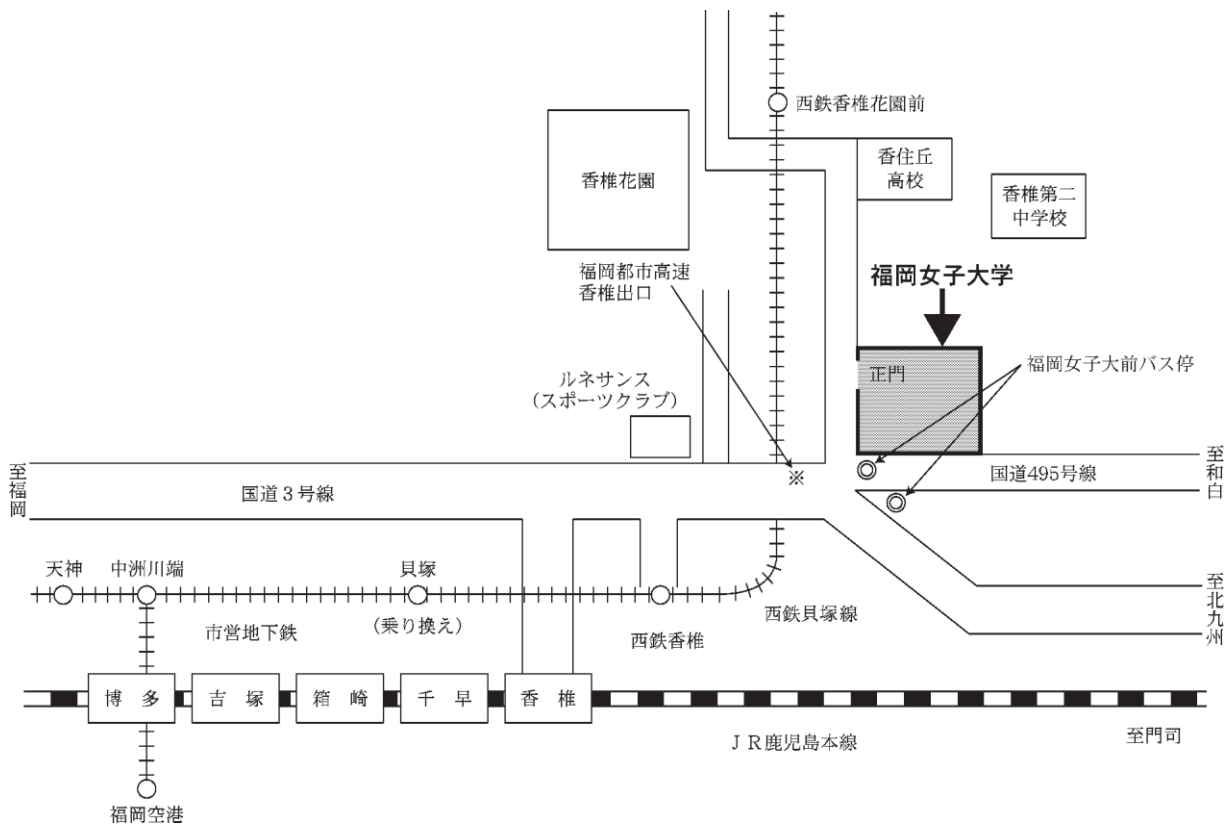 西鉄香椎花園前
香住丘
高校
香椎花園
香椎第二
中学校
福岡都市高速
香椎出口
福岡女子大学
正門
福岡女子大前バス停
ルネサンス
(スポーツクラブ)
至福岡
国道3号線
※
国道495号線
至和白
天神
中洲川端
貝塚
(乗り換え)
市営地下鉄
西鉄香椎
西鉄貝塚線
至北九州
博多
吉塚
箱崎
千早
香椎
JR鹿児島本線
至門司
福岡空港